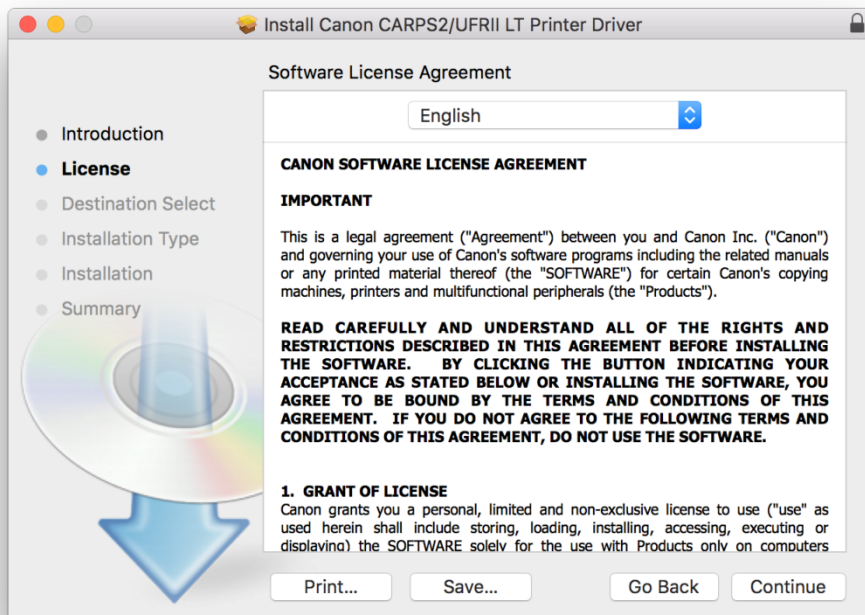 Install Canon CARPS2/UFRII LT Printer Driver
Software License Agreement
Introduction
License
Destination Select
Installation Type
Installation
Summary
English
CANON SOFTWARE LICENSE AGREEMENT
IMPORTANT
This is a legal agreement ("Agreement") between you and Canon Inc. ("Canon")
and governing your use of Canon's software programs including the related manuals
or any printed material thereof (the "SOFTWARE") for certain Canon's copying
machines, printers and multifunctional peripherals (the "Products").
READ CAREFULLY AND UNDERSTAND ALL OF THE RIGHTS AND
RESTRICTIONS DESCRIBED IN THIS AGREEMENT BEFORE INSTALLING
THE SOFTWARE. BY CLICKING THE BUTTON INDICATING YOUR
ACCEPTANCE AS STATED BELOW OR INSTALLING THE SOFTWARE, YOU
AGREE TO BE BOUND BY THE TERMS AND CONDITIONS OF THIS
AGREEMENT. IF YOU DO NOT AGREE TO THE FOLLOWING TERMS AND
CONDITIONS OF THIS AGREEMENT, DO NOT USE THE SOFTWARE.
1. GRANT OF LICENSE
Canon grants you a personal, limited and non-exclusive license to use ("use" as
used herein shall include storing, loading, installing, accessing, executing or
displaying) the SOFTWARE solely for the use with Products only on computers
Print...
Save...
Go Back
Continue